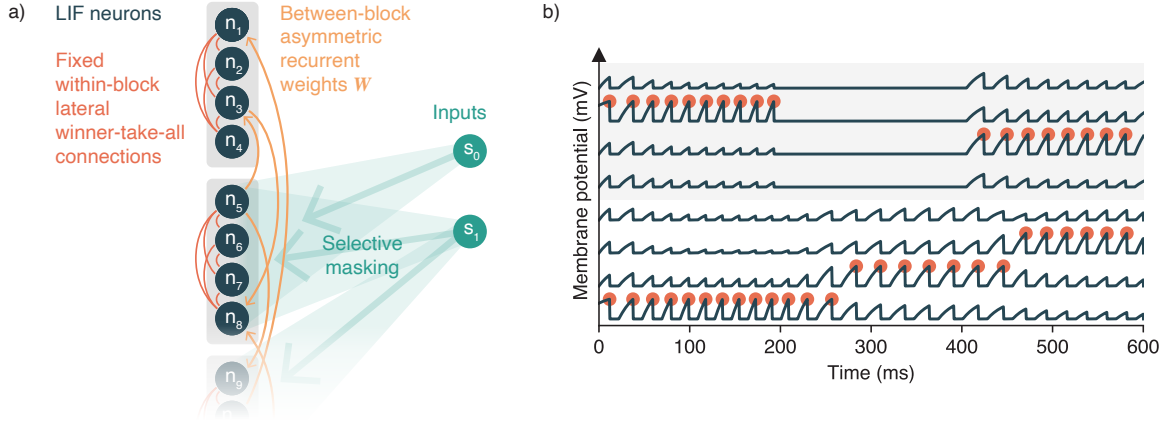 a)
LIF neurons
Fixed
within-block
lateral
winner-take-all
connections
n1
n2
n3
n4
n5
n6
n7
n8
n9
Between-block
asymmetric
recurrent
weights W
Inputs
s0
s1
Selective
masking
b)
Membrane potential (mV)
0 100 200 300 400 500 600
Time (ms)